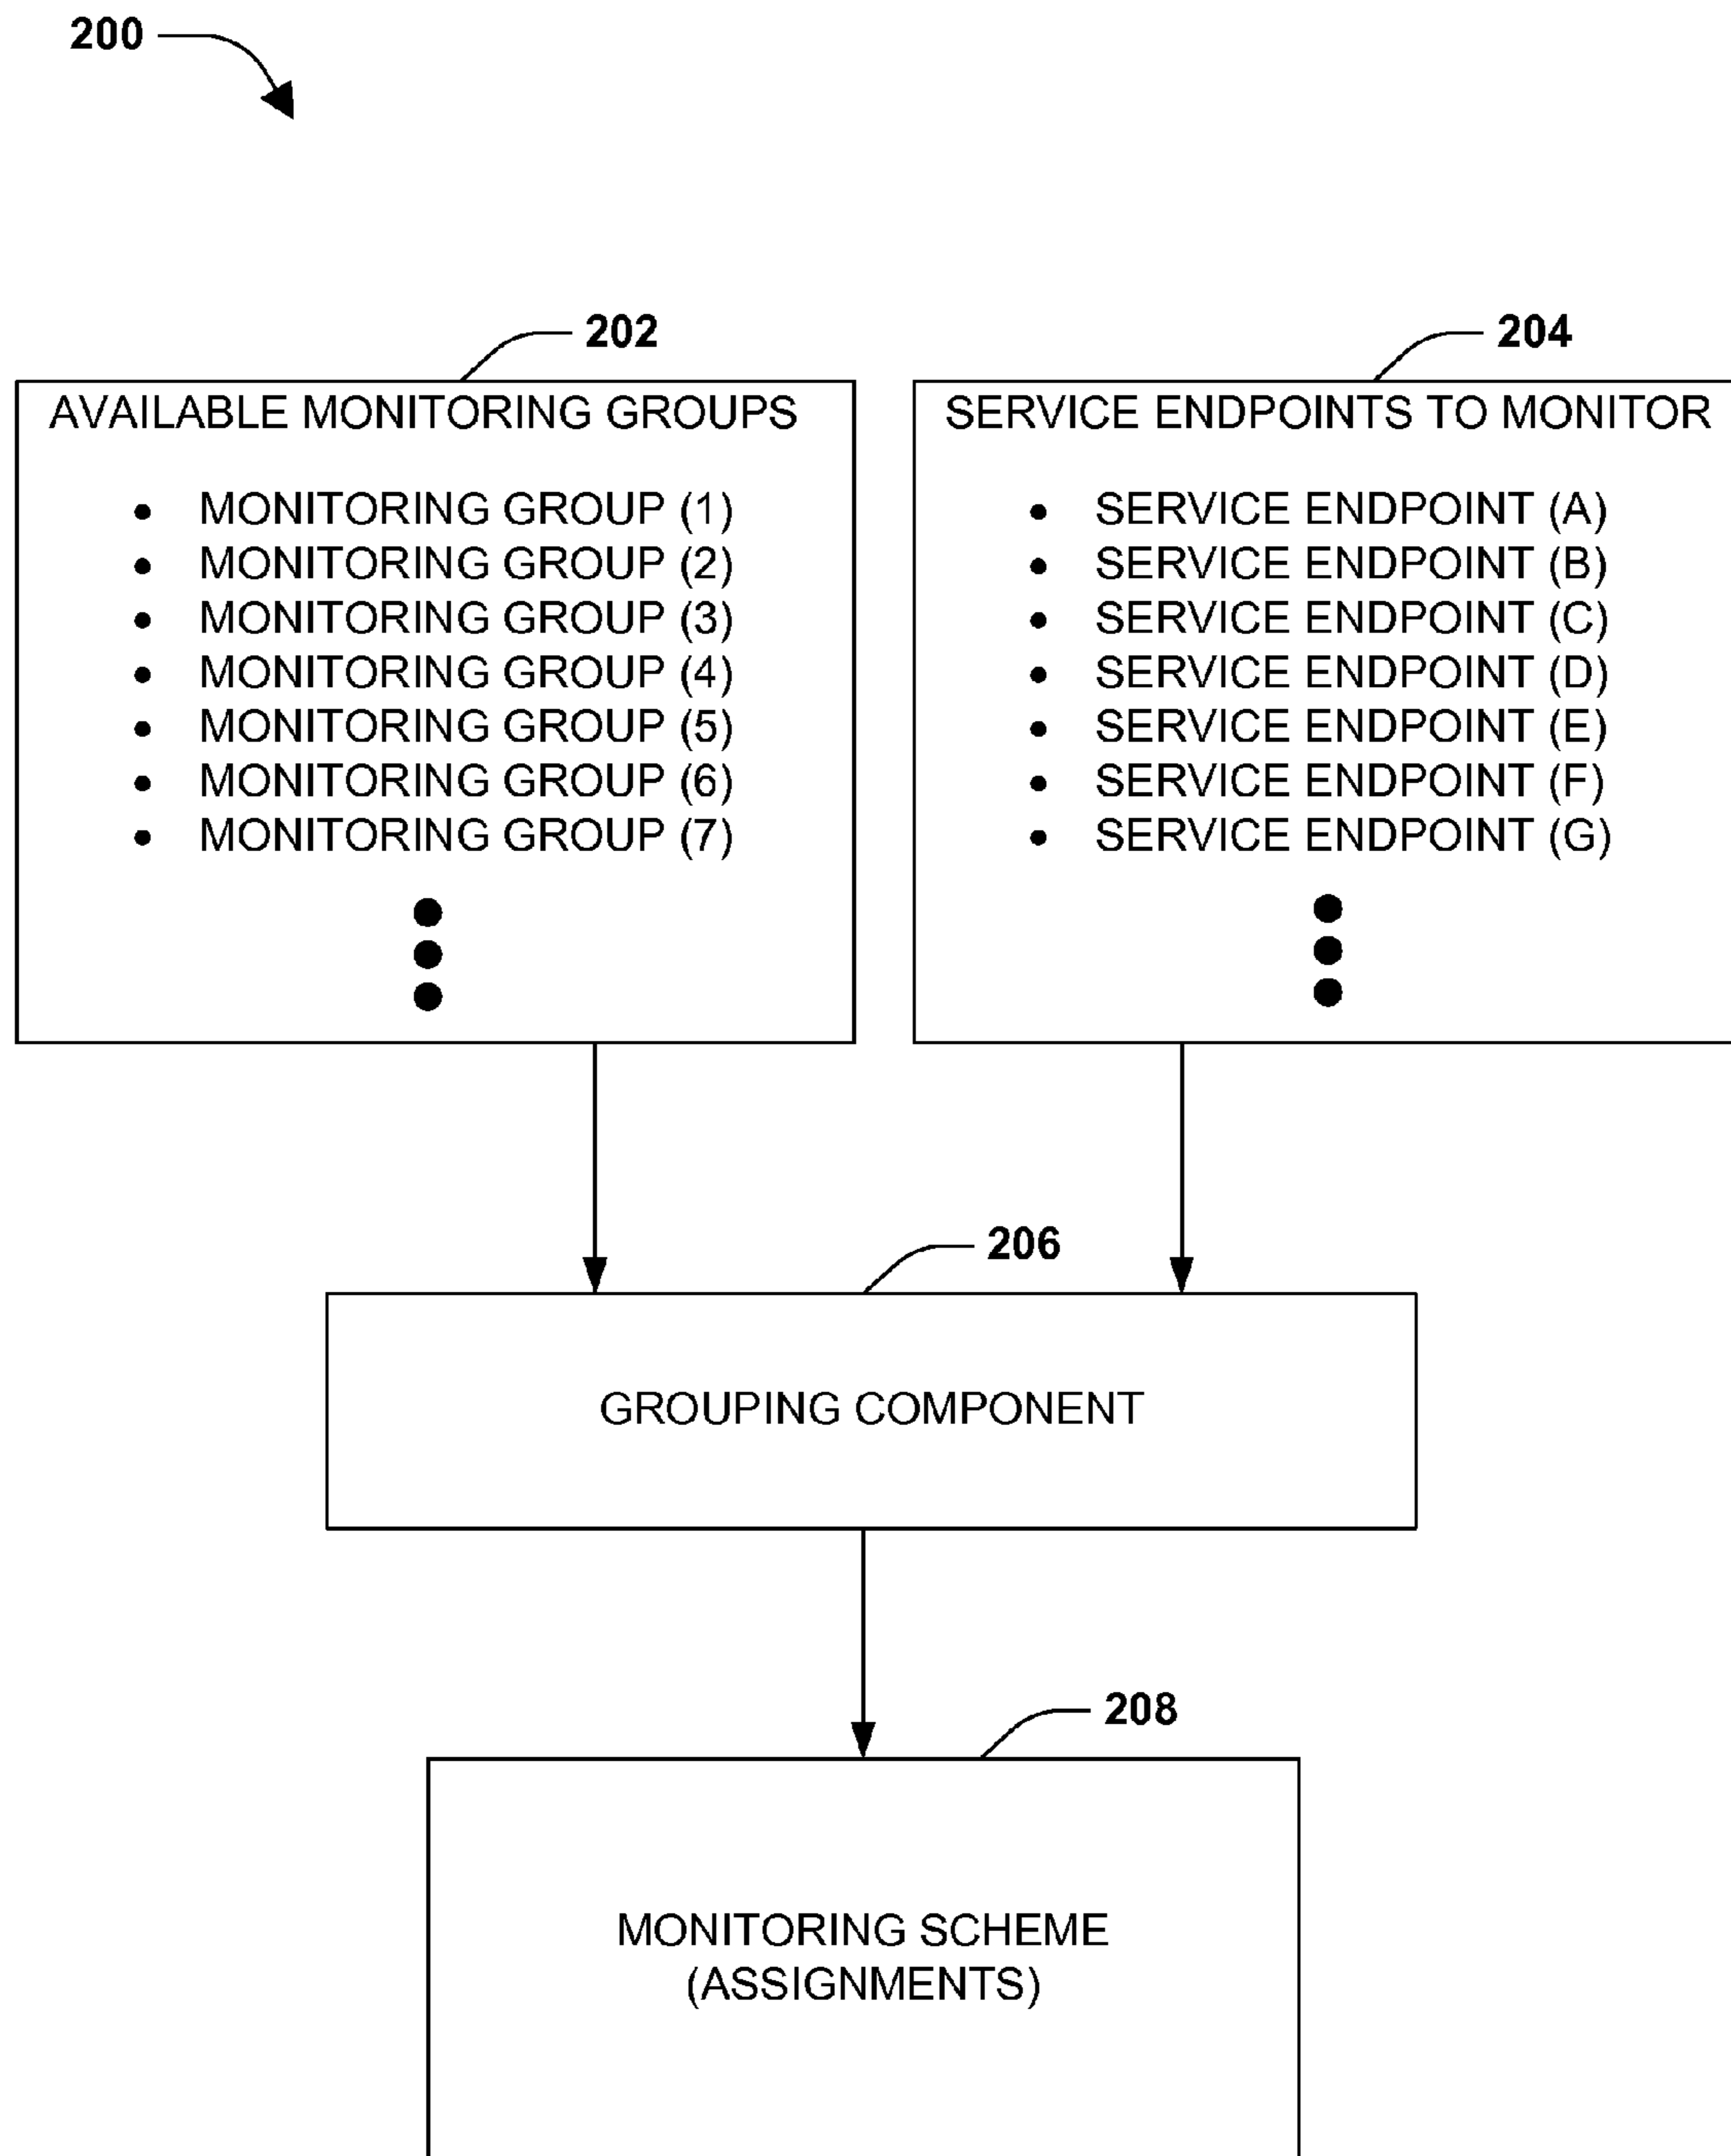 200
202
AVAILABLE MONITORING GROUPS
• MONITORING GROUP (1)
• MONITORING GROUP (2)
• MONITORING GROUP (3)
• MONITORING GROUP (4)
• MONITORING GROUP (5)
• MONITORING GROUP (6)
• MONITORING GROUP (7)
204
SERVICE ENDPOINTS TO MONITOR
• SERVICE ENDPOINT (A)
• SERVICE ENDPOINT (B)
• SERVICE ENDPOINT (C)
• SERVICE ENDPOINT (D)
• SERVICE ENDPOINT (E)
• SERVICE ENDPOINT (F)
• SERVICE ENDPOINT (G)
206
GROUPING COMPONENT
208
MONITORING SCHEME
(ASSIGNMENTS)